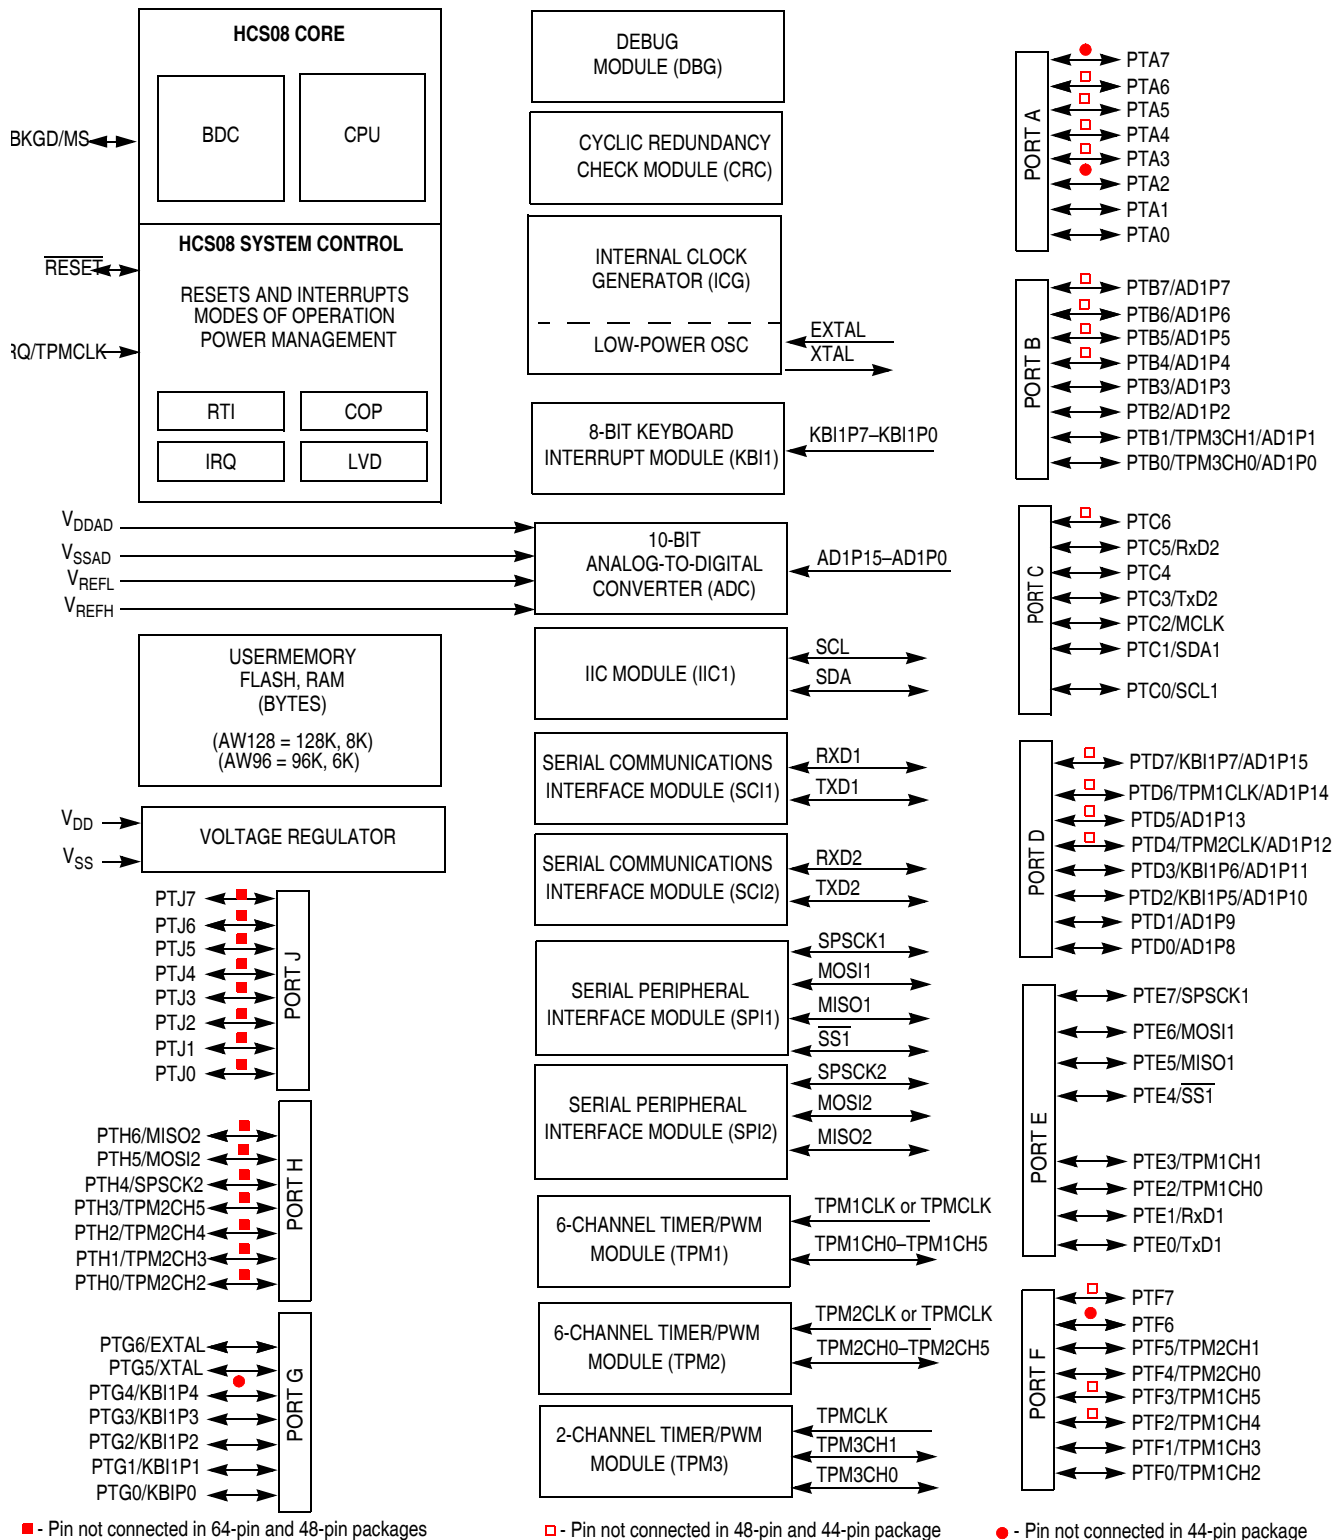 HCS08 CORE
BDC
CPU
BKGD/MS
HCS08 SYSTEM CONTROL
RESET
RESETS AND INTERRUPTS
MODES OF OPERATION
POWER MANAGEMENT
RQ/TPMCLK
RTI
COP
IRQ
LVD
VDDAD
VSSAD
VREFL
VREFH
USERMEMORY
FLASH, RAM
(BYTES)
(AW128 = 128K, 8K)
(AW96 = 96K, 6K)
VDD
VSS
VOLTAGE REGULATOR
PTJ7
PTJ6
PTJ5
PTJ4
PTJ3
PTJ2
PTJ1
PTJ0
PORT J
PTH6/MISO2
PTH5/MOSI2
PTH4/SPSCK2
PTH3/TPM2CH5
PTH2/TPM2CH4
PTH1/TPM2CH3
PTH0/TPM2CH2
PORT H
PTG6/EXTAL
PTG5/XTAL
PTG4/KBI1P4
PTG3/KBI1P3
PTG2/KBI1P2
PTG1/KBI1P1
PTG0/KBIP0
PORT G
DEBUG
MODULE (DBG)
CYCLIC REDUNDANCY
CHECK MODULE (CRC)
INTERNAL CLOCK
GENERATOR (ICG)
LOW-POWER OSC
EXTAL
XTAL
8-BIT KEYBOARD
INTERRUPT MODULE (KBI1)
KBI1P7–KBI1P0
10-BIT
ANALOG-TO-DIGITAL
CONVERTER (ADC)
AD1P15–AD1P0
IIC MODULE (IIC1)
SCL
SDA
SERIAL COMMUNICATIONS
INTERFACE MODULE (SCI1)
RXD1
TXD1
SERIAL COMMUNICATIONS
INTERFACE MODULE (SCI2)
RXD2
TXD2
SERIAL PERIPHERAL
INTERFACE MODULE (SPI1)
SPSCK1
MOSI1
MISO1
SS1
SERIAL PERIPHERAL
INTERFACE MODULE (SPI2)
SPSCK2
MOSI2
MISO2
6-CHANNEL TIMER/PWM
MODULE (TPM1)
TPM1CLK or TPMCLK
TPM1CH0–TPM1CH5
6-CHANNEL TIMER/PWM
MODULE (TPM2)
TPM2CLK or TPMCLK
TPM2CH0–TPM2CH5
2-CHANNEL TIMER/PWM
MODULE (TPM3)
TPMCLK
TPM3CH1
TPM3CH0
PORT A
PTA7
PTA6
PTA5
PTA4
PTA3
PTA2
PTA1
PTA0
PORT B
PTB7/AD1P7
PTB6/AD1P6
PTB5/AD1P5
PTB4/AD1P4
PTB3/AD1P3
PTB2/AD1P2
PTB1/TPM3CH1/AD1P1
PTB0/TPM3CH0/AD1P0
PORT C
PTC6
PTC5/RxD2
PTC4
PTC3/TxD2
PTC2/MCLK
PTC1/SDA1
PTC0/SCL1
PORT D
PTD7/KBI1P7/AD1P15
PTD6/TPM1CLK/AD1P14
PTD5/AD1P13
PTD4/TPM2CLK/AD1P12
PTD3/KBI1P6/AD1P11
PTD2/KBI1P5/AD1P10
PTD1/AD1P9
PTD0/AD1P8
PORT E
PTE7/SPSCK1
PTE6/MOSI1
PTE5/MISO1
PTE4/SS1
PTE3/TPM1CH1
PTE2/TPM1CH0
PTE1/RxD1
PTE0/TxD1
PORT F
PTF7
PTF6
PTF5/TPM2CH1
PTF4/TPM2CH0
PTF3/TPM1CH5
PTF2/TPM1CH4
PTF1/TPM1CH3
PTF0/TPM1CH2
- Pin not connected in 64-pin and 48-pin packages
- Pin not connected in 48-pin and 44-pin package
- Pin not connected in 44-pin package